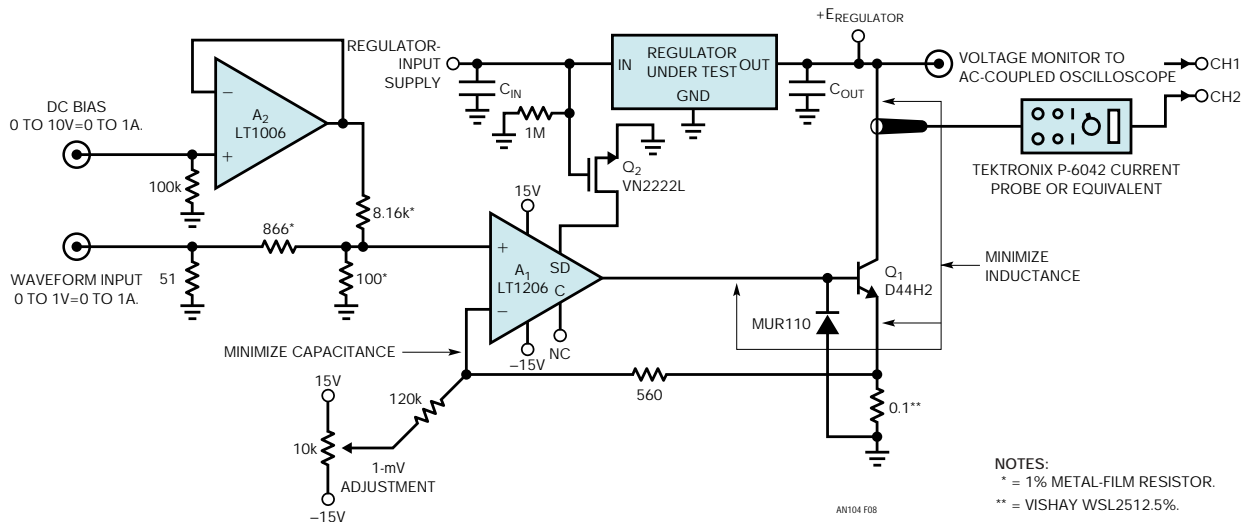 +E_REGULATOR
REGULATOR-
INPUT
SUPPLY
C_IN
IN
REGULATOR
UNDER TEST
OUT
GND
C_OUT
VOLTAGE MONITOR TO
AC-COUPLED OSCILLOSCOPE
CH1
CH2
TEKTRONIX P-6042 CURRENT
PROBE OR EQUIVALENT
DC BIAS
0 TO 10V=0 TO 1A.
−
A2
LT1006
+
100k
1M
Q2
VN2222L
8.16k*
15V
866*
WAVEFORM INPUT
0 TO 1V=0 TO 1A.
51
100*
+
A1
LT1206
SD
C
−
−15V
NC
Q1
D44H2
MINIMIZE
INDUCTANCE
MUR110
MINIMIZE CAPACITANCE
560
0.1**
15V
120k
10k
1-mV
ADJUSTMENT
−15V
AN104 F08
NOTES:
* = 1% METAL-FILM RESISTOR.
** = VISHAY WSL2512.5%.